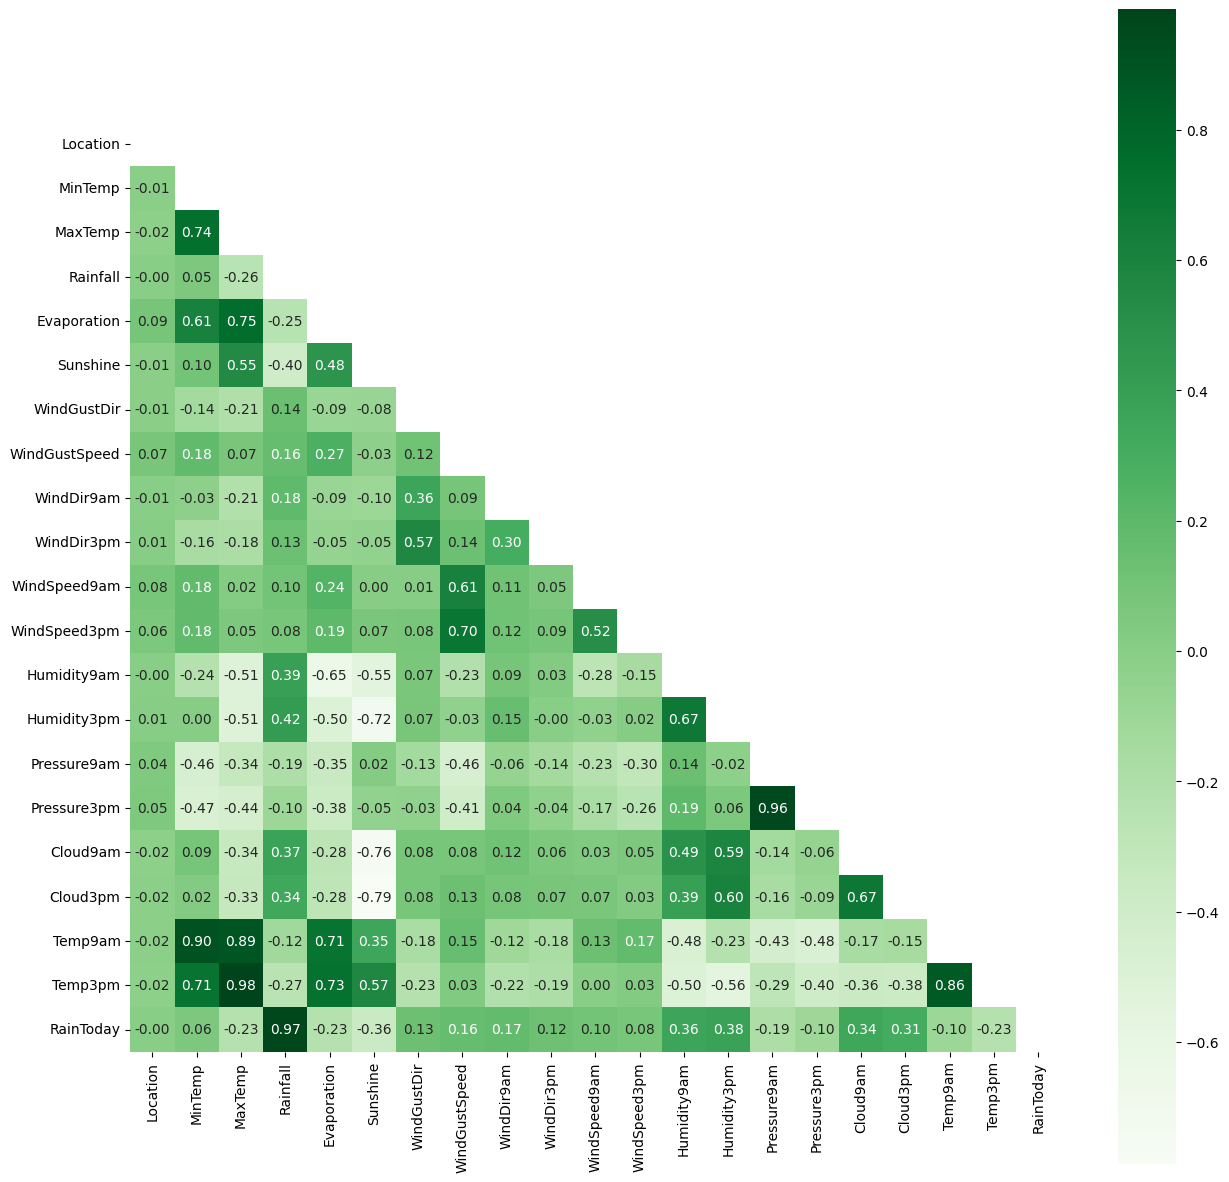 Location
MinTemp -0.01
MaxTemp -0.02 0.74
Rainfall -0.00 0.05 -0.26
Evaporation 0.09 0.61 0.75 -0.25
Sunshine -0.01 0.10 0.55 -0.40 0.48
WindGustDir -0.01 -0.14 -0.21 0.14 -0.09 -0.08
WindGustSpeed 0.07 0.18 0.07 0.16 0.27 -0.03 0.12
WindDir9am -0.01 -0.03 -0.21 0.18 -0.09 -0.10 0.36 0.09
WindDir3pm 0.01 -0.16 -0.18 0.13 -0.05 -0.05 0.57 0.14 0.30
WindSpeed9am 0.08 0.18 0.02 0.10 0.24 0.00 0.01 0.61 0.11 0.05
WindSpeed3pm 0.06 0.18 0.05 0.08 0.19 0.07 0.08 0.70 0.12 0.09 0.52
Humidity9am -0.00 -0.24 -0.51 0.39 -0.65 -0.55 0.07 -0.23 0.09 0.03 -0.28 -0.15
Humidity3pm 0.01 0.00 -0.51 0.42 -0.50 -0.72 0.07 -0.03 0.15 -0.00 -0.03 0.02 0.67
Pressure9am 0.04 -0.46 -0.34 -0.19 -0.35 0.02 -0.13 -0.46 -0.06 -0.14 -0.23 -0.30 0.14 -0.02
Pressure3pm 0.05 -0.47 -0.44 -0.10 -0.38 -0.05 -0.03 -0.41 0.04 -0.04 -0.17 -0.26 0.19 0.06 0.96
Cloud9am -0.02 0.09 -0.34 0.37 -0.28 -0.76 0.08 0.08 0.12 0.06 0.03 0.05 0.49 0.59 -0.14 -0.06
Cloud3pm -0.02 0.02 -0.33 0.34 -0.28 -0.79 0.08 0.13 0.08 0.07 0.07 0.03 0.39 0.60 -0.16 -0.09 0.67
Temp9am -0.02 0.90 0.89 -0.12 0.71 0.35 -0.18 0.15 -0.12 -0.18 0.13 0.17 -0.48 -0.23 -0.43 -0.48 -0.17 -0.15
Temp3pm -0.02 0.71 0.98 -0.27 0.73 0.57 -0.23 0.03 -0.22 -0.19 0.00 0.03 -0.50 -0.56 -0.29 -0.40 -0.36 -0.38 0.86
RainToday -0.00 0.06 -0.23 0.97 -0.23 -0.36 0.13 0.16 0.17 0.12 0.10 0.08 0.36 0.38 -0.19 -0.10 0.34 0.31 -0.10 -0.23
Location
MinTemp
MaxTemp
Rainfall
Evaporation
Sunshine
WindGustDir
WindGustSpeed
WindDir9am
WindDir3pm
WindSpeed9am
WindSpeed3pm
Humidity9am
Humidity3pm
Pressure9am
Pressure3pm
Cloud9am
Cloud3pm
Temp9am
Temp3pm
RainToday
0.8
0.6
0.4
0.2
0.0
−0.2
−0.4
−0.6